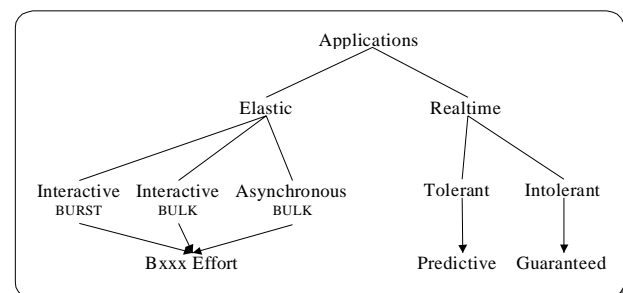 Applications
Elastic Realtime
Interactive Interactive Asynchronous Tolerant Intolerant
BURST BULK BULK
Bxxx Effort Predictive Guaranteed